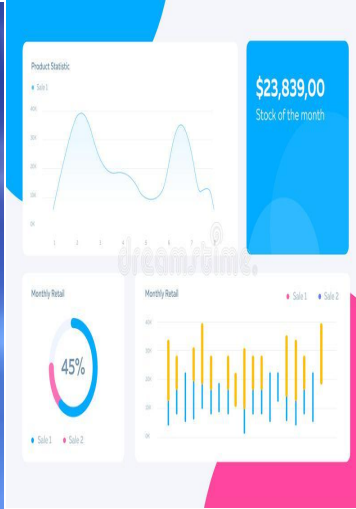 Product Statistic
Sale 1
$23,839,00
Stock of the month
dreamstime.
Monthly Retail
45%
Sale 1
Sale 2
Monthly Retail
Sale 1
Sale 2